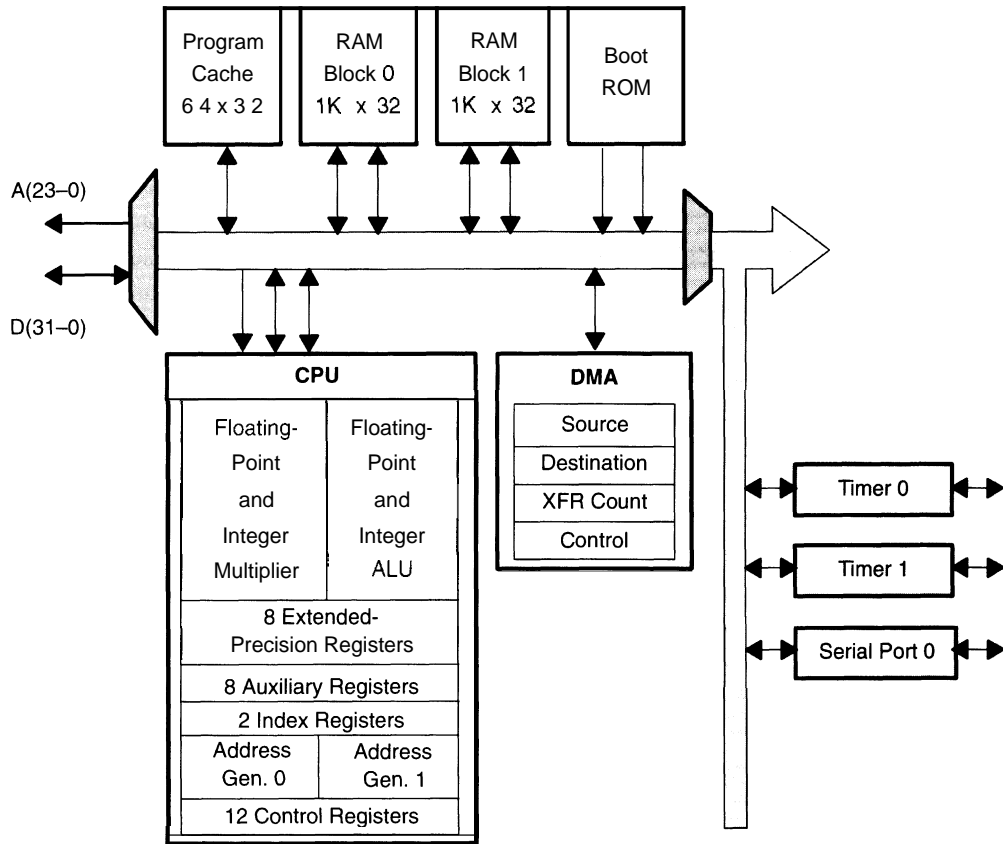 Program
Cache
6 4 x 3 2
RAM
Block 0
1K x 32
RAM
Block 1
1K x 32
Boot
ROM
A(23–0)
D(31–0)
CPU
Floating-
Point
and
Integer
Multiplier
Floating-
Point
and
Integer
ALU
8 Extended-
Precision Registers
8 Auxiliary Registers
2 Index Registers
Address
Gen. 0
Address
Gen. 1
12 Control Registers
DMA
Source
Destination
XFR Count
Control
Timer 0
Timer 1
Serial Port 0